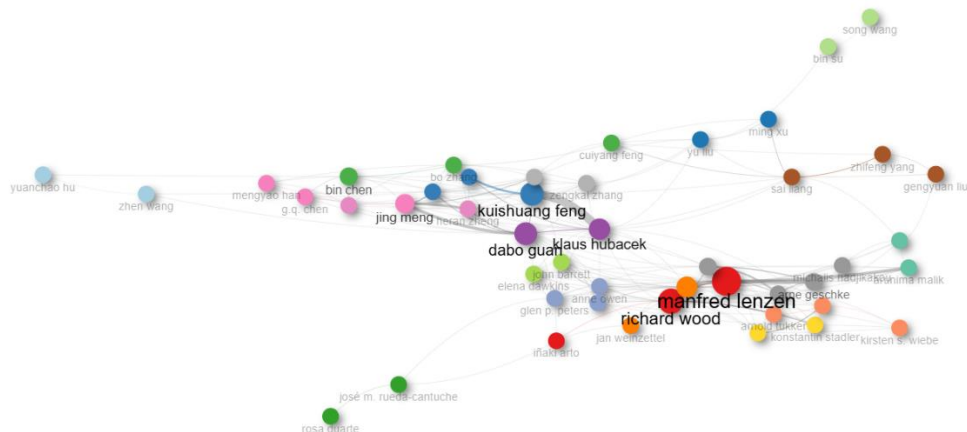 song wang
bin su
ming xu
cuiyang feng
yu liu
zhifeng yang
bo zhang
sai liang
gengyuan liu
yuanchao hu
mengyao han
bin chen
zengkai zhang
zhen wang
g.q. chen
jing meng
heran zheng
kuishuang feng
dabo guan
klaus hubacek
john barrett
michalis hadjikakou
arunima malik
elena dawkins
anne owen
manfred lenzen
arne geschke
glen p. peters
richard wood
arnold tukker
jan weinzettel
konstantin stadler
kirsten s. wiebe
iñaki arto
josé m. rueda-cantuche
rosa duarte